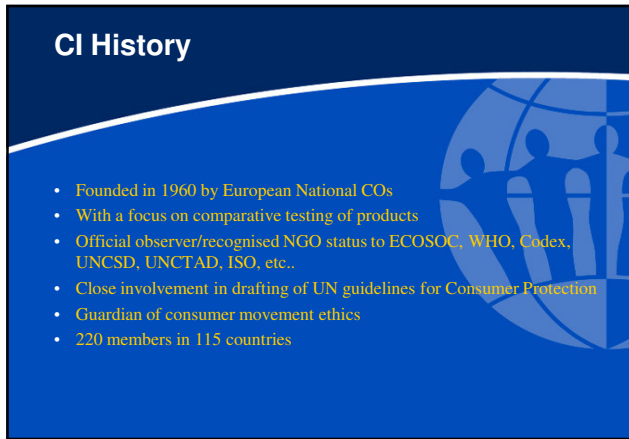 CI History
• Founded in 1960 by European National COs
• With a focus on comparative testing of products
• Official observer/recognised NGO status to ECOSOC, WHO, Codex,
UNCSD, UNCTAD, ISO, etc..
• Close involvement in drafting of UN guidelines for Consumer Protection
• Guardian of consumer movement ethics
• 220 members in 115 countries